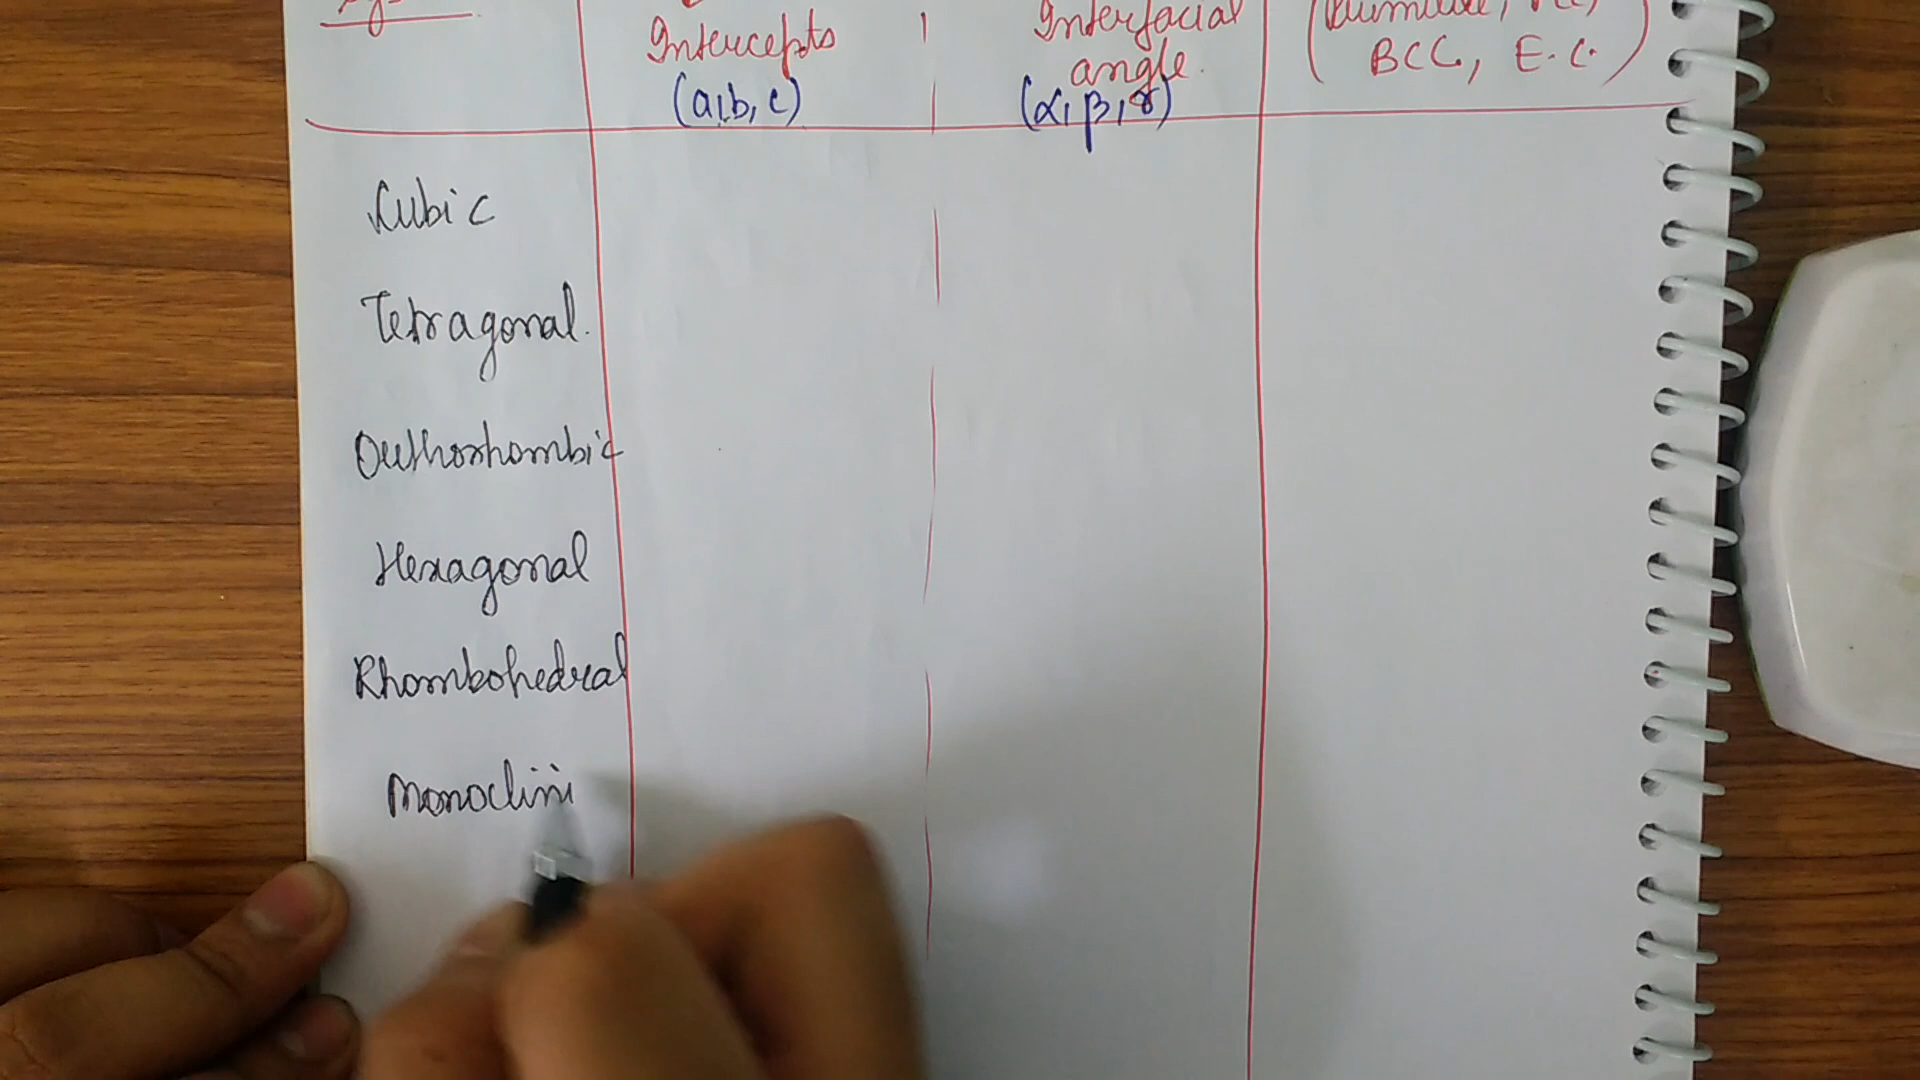 Intercepts
(a,b,c)
Interfacial
angle
(α, β, γ)
BCC, E.C.
Cubic
Tetragonal.
Orthorhombic
Hexagonal
Rhombohedral
Monoclini